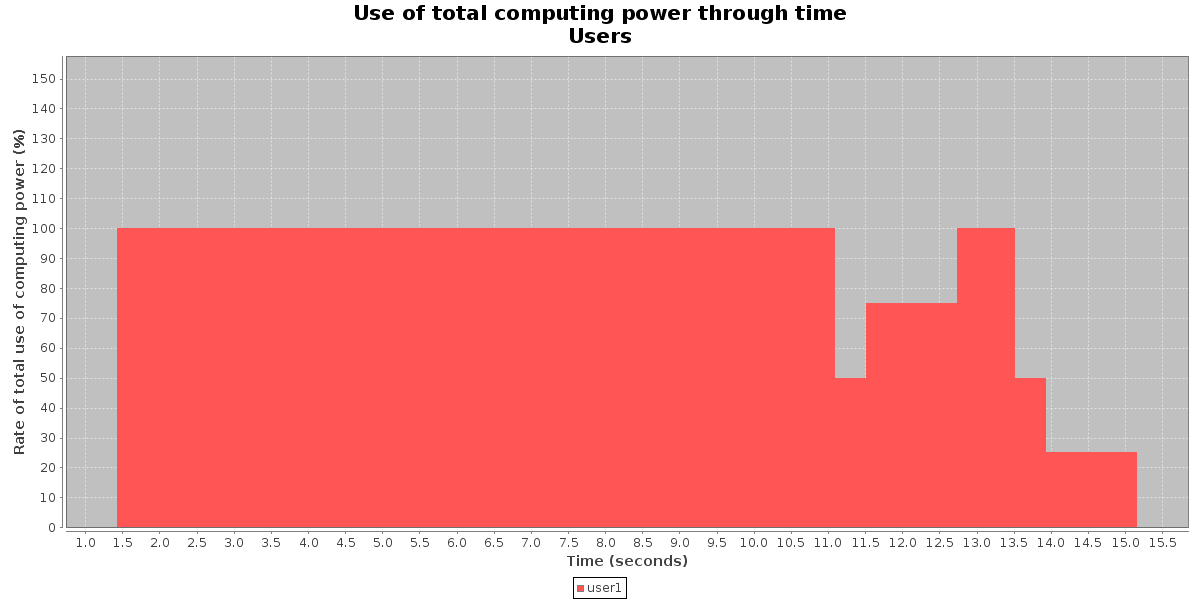 Use of total computing power through time
Users
Rate of total use of computing power (%)
150
140
130
120
110
100
90
80
70
60
50
40
30
20
10
0
1.0 1.5 2.0 2.5 3.0 3.5 4.0 4.5 5.0 5.5 6.0 6.5 7.0 7.5 8.0 8.5 9.0 9.5 10.0 10.5 11.0 11.5 12.0 12.5 13.0 13.5 14.0 14.5 15.0 15.5
Time (seconds)
user1